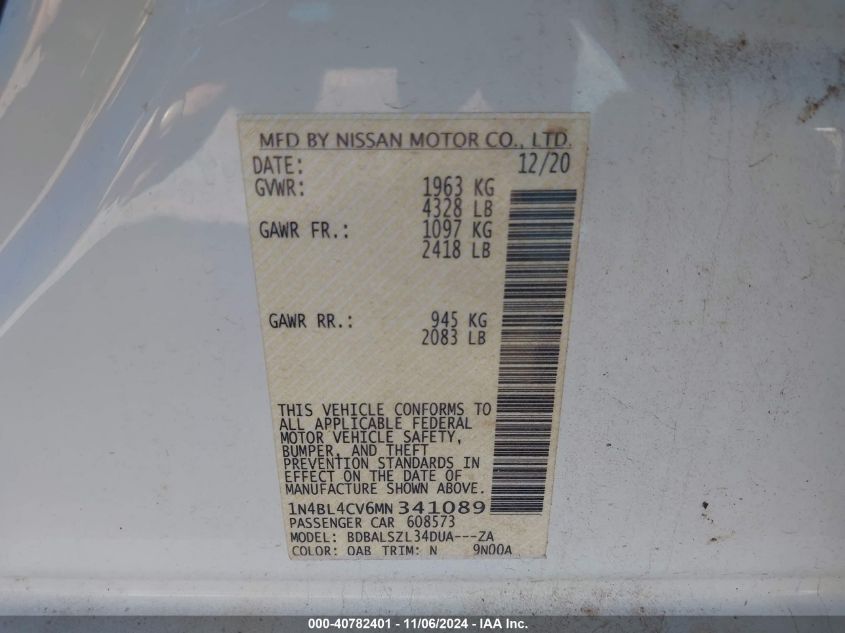 MFD BY NISSAN MOTOR CO., LTD.
DATE: 12/20
GVWR: 1963 KG
4328 LB
GAWR FR.: 1097 KG
2418 LB
GAWR RR.: 945 KG
2083 LB
THIS VEHICLE CONFORMS TO
ALL APPLICABLE FEDERAL
MOTOR VEHICLE SAFETY,
BUMPER, AND THEFT
PREVENTION STANDARDS IN
EFFECT ON THE DATE OF
MANUFACTURE SHOWN ABOVE.
1N4BL4CV6MN341089
PASSENGER CAR 608573
MODEL: BDBALSZL34DUA---ZA
COLOR: QAB TRIM: N 9N00A
000-40782401 - 11/06/2024 - IAA Inc.